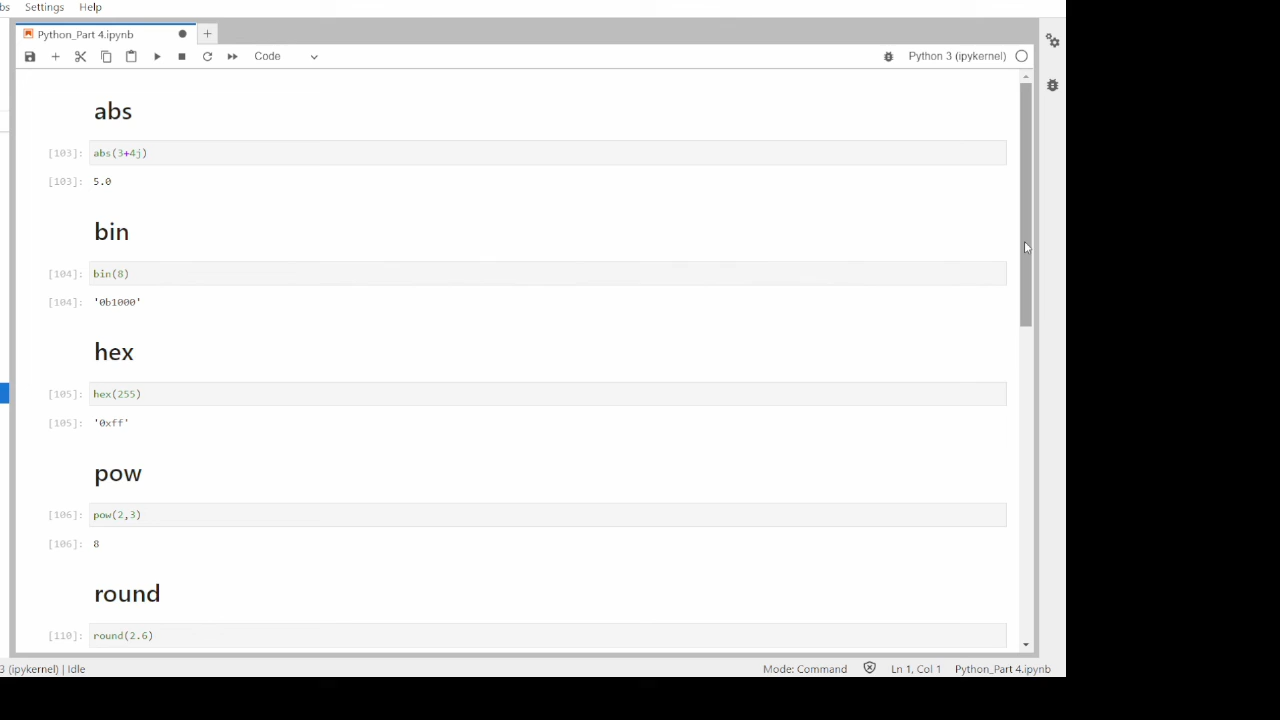 bs Settings Help
Python_Part 4.ipynb
Code
Python 3 (ipykernel)
abs
[103]: abs(3+4j)
[103]: 5.0
bin
[104]: bin(8)
[104]: '0b1000'
hex
[105]: hex(255)
[105]: '0xff'
pow
[106]: pow(2,3)
[106]: 8
round
[110]: round(2.6)
3 (ipykernel) | Idle
Mode: Command
Ln 1, Col 1
Python_Part 4.ipynb